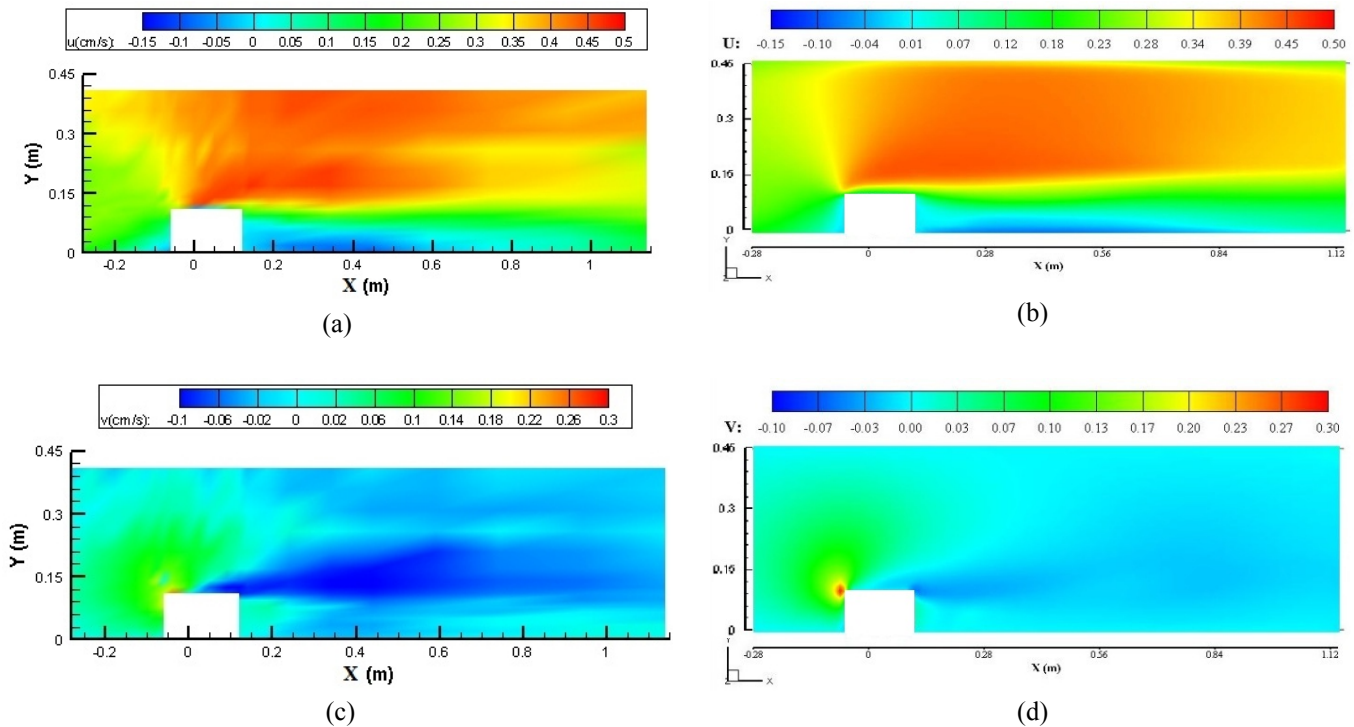 u(cm/s): -0.15 -0.1 -0.05 0 0.05 0.1 0.15 0.2 0.25 0.3 0.35 0.4 0.45 0.5
0.45
0.3
0.15
0
Y (m)
-0.2 0 0.2 0.4 0.6 0.8 1
X (m)
(a)
U: -0.15 -0.10 -0.04 0.01 0.07 0.12 0.18 0.23 0.28 0.34 0.39 0.45 0.50
0.45
0.3
0.15
0
Y
Z X
-0.28 0 0.28 0.56 0.84 1.12
X (m)
(b)
v(cm/s): -0.1 -0.06 -0.02 0 0.02 0.06 0.1 0.14 0.18 0.22 0.26 0.3
0.45
0.3
0.15
0
Y (m)
-0.2 0 0.2 0.4 0.6 0.8 1
X (m)
(c)
V: -0.10 -0.07 -0.03 0.00 0.03 0.07 0.10 0.13 0.17 0.20 0.23 0.27 0.30
0.45
0.3
0.15
0
Y
Z X
-0.28 0 0.28 0.56 0.84 1.12
X (m)
(d)